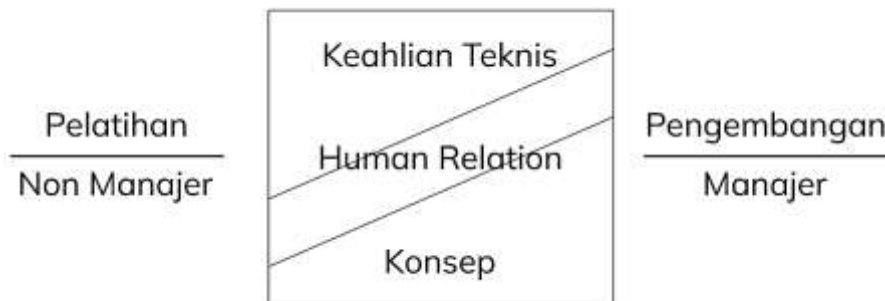 Keahlian Teknis
Pelatihan
Non Manajer
Human Relation
Pengembangan
Manajer
Konsep